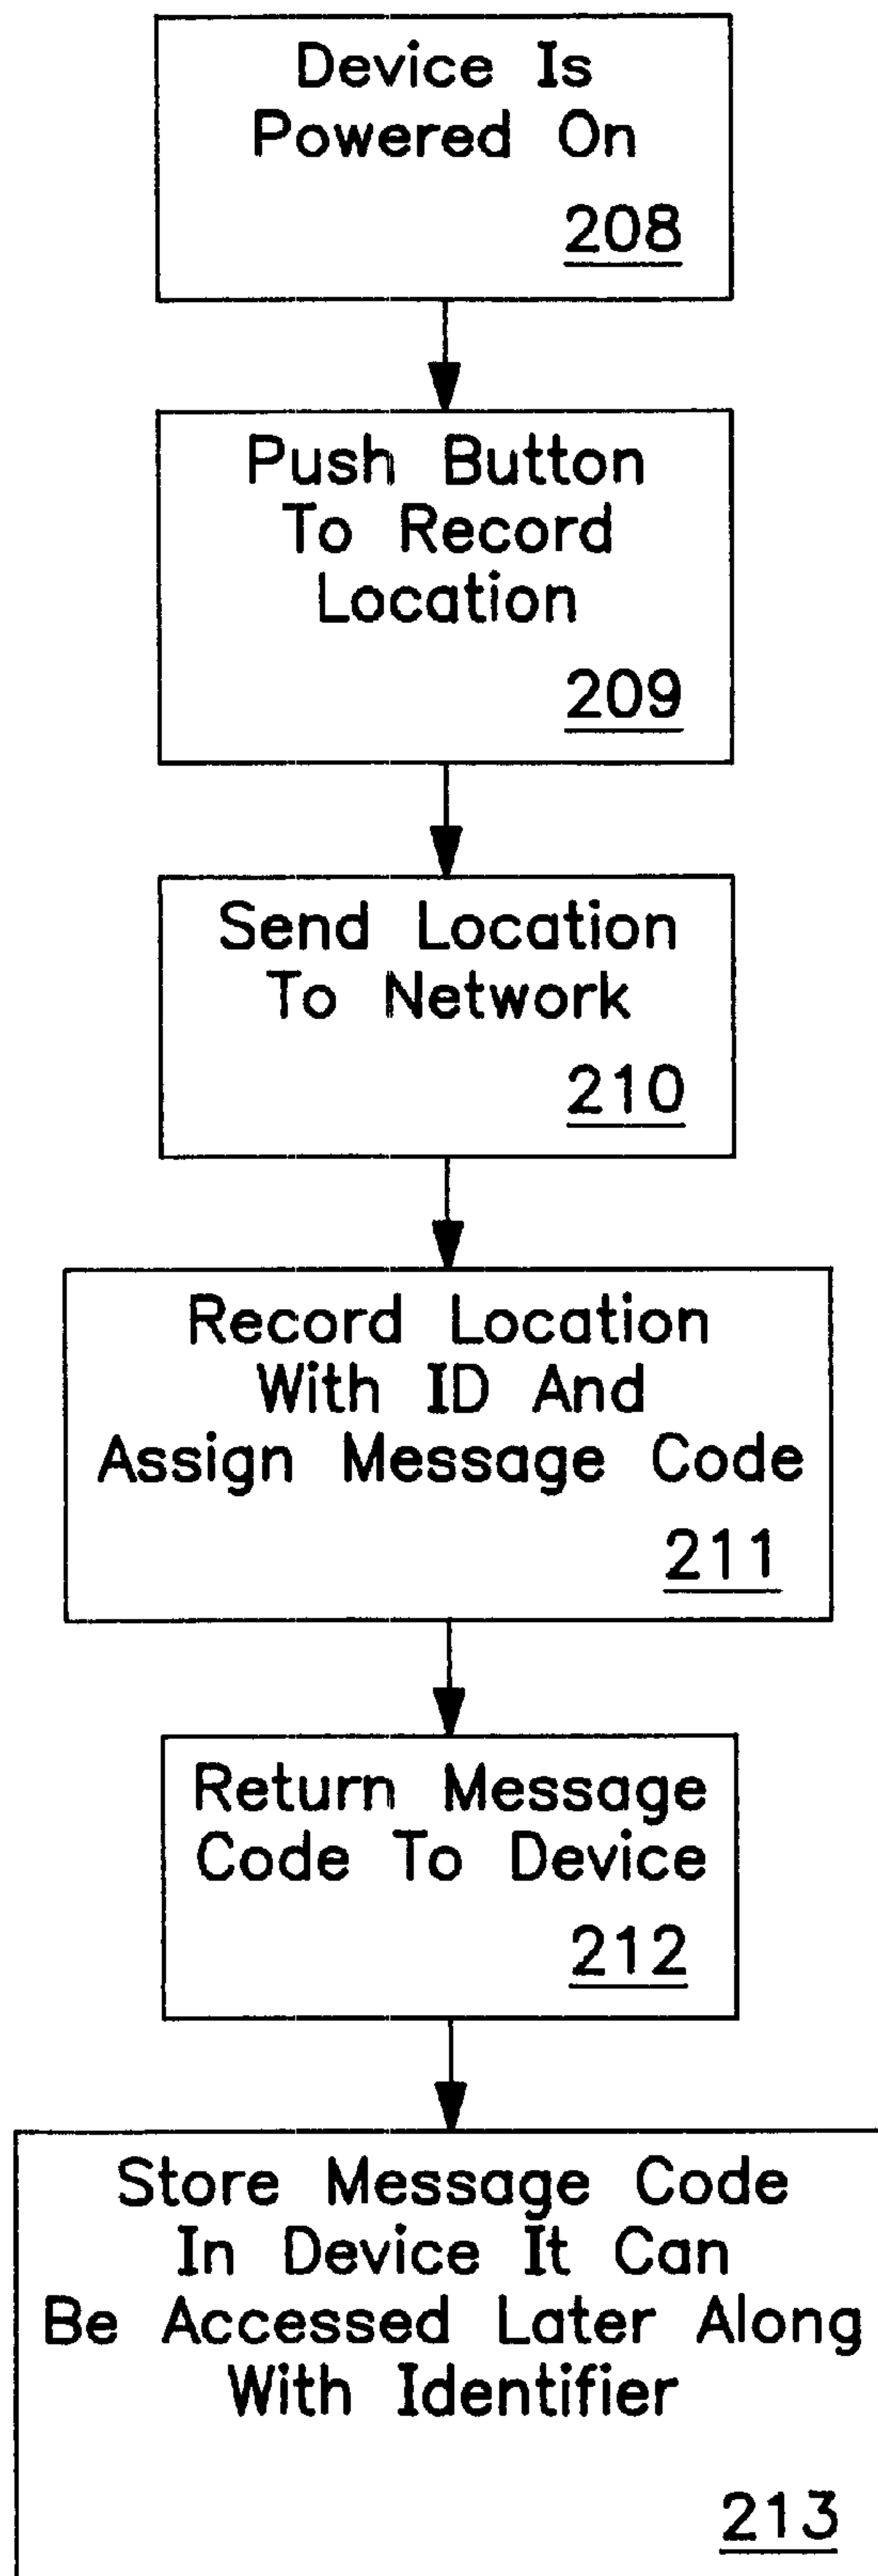 Device Is
Powered On
208
Push Button
To Record
Location
209
Send Location
To Network
210
Record Location
With ID And
Assign Message Code
211
Return Message
Code To Device
212
Store Message Code
In Device It Can
Be Accessed Later Along
With Identifier
213